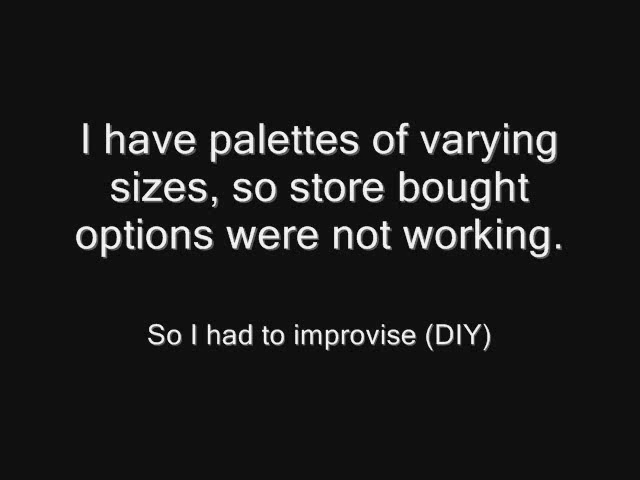 I have palettes of varying
sizes, so store bought
options were not working.
So I had to improvise (DIY)